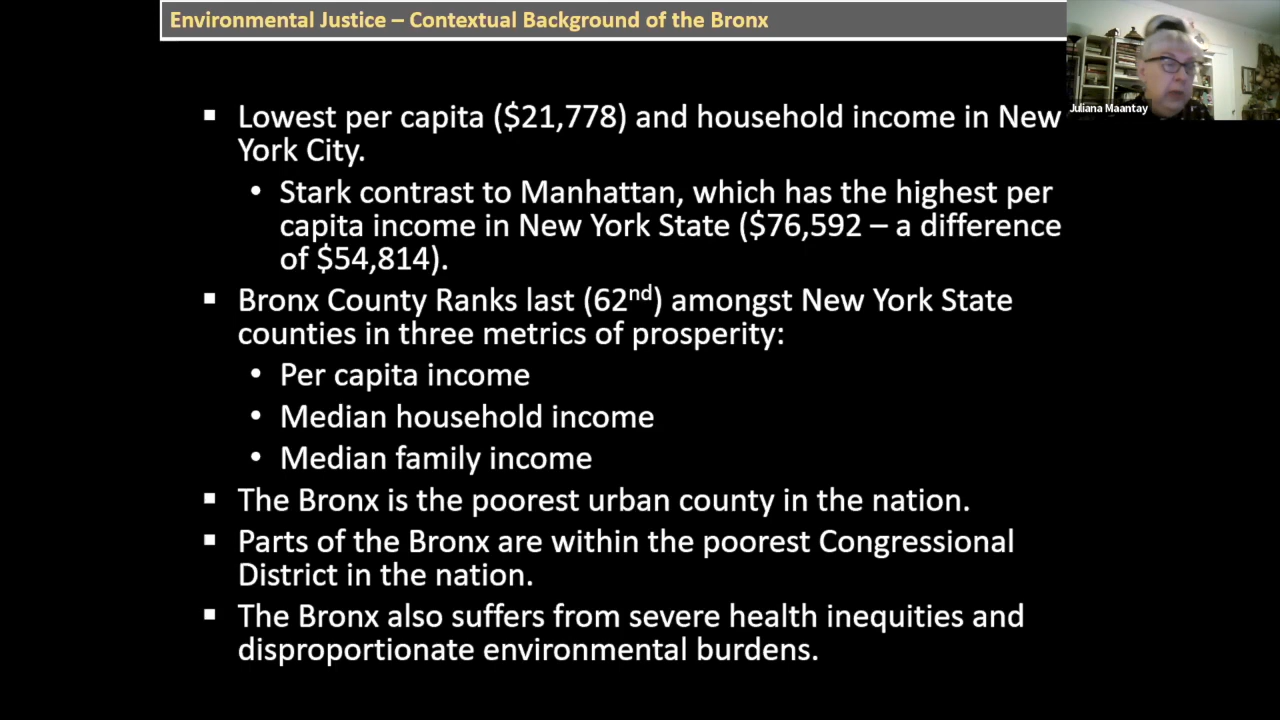 Environmental Justice – Contextual Background of the Bronx
Juliana Maantay
▪ Lowest per capita ($21,778) and household income in New
York City.
• Stark contrast to Manhattan, which has the highest per
capita income in New York State ($76,592 – a difference
of $54,814).
▪ Bronx County Ranks last (62nd) amongst New York State
counties in three metrics of prosperity:
• Per capita income
• Median household income
• Median family income
▪ The Bronx is the poorest urban county in the nation.
▪ Parts of the Bronx are within the poorest Congressional
District in the nation.
▪ The Bronx also suffers from severe health inequities and
disproportionate environmental burdens.